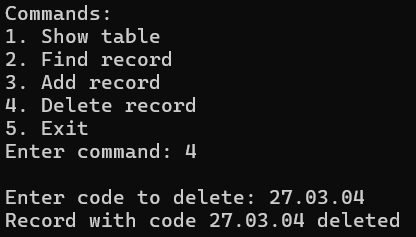 Commands:
1. Show table
2. Find record
3. Add record
4. Delete record
5. Exit
Enter command: 4
Enter code to delete: 27.03.04
Record with code 27.03.04 deleted